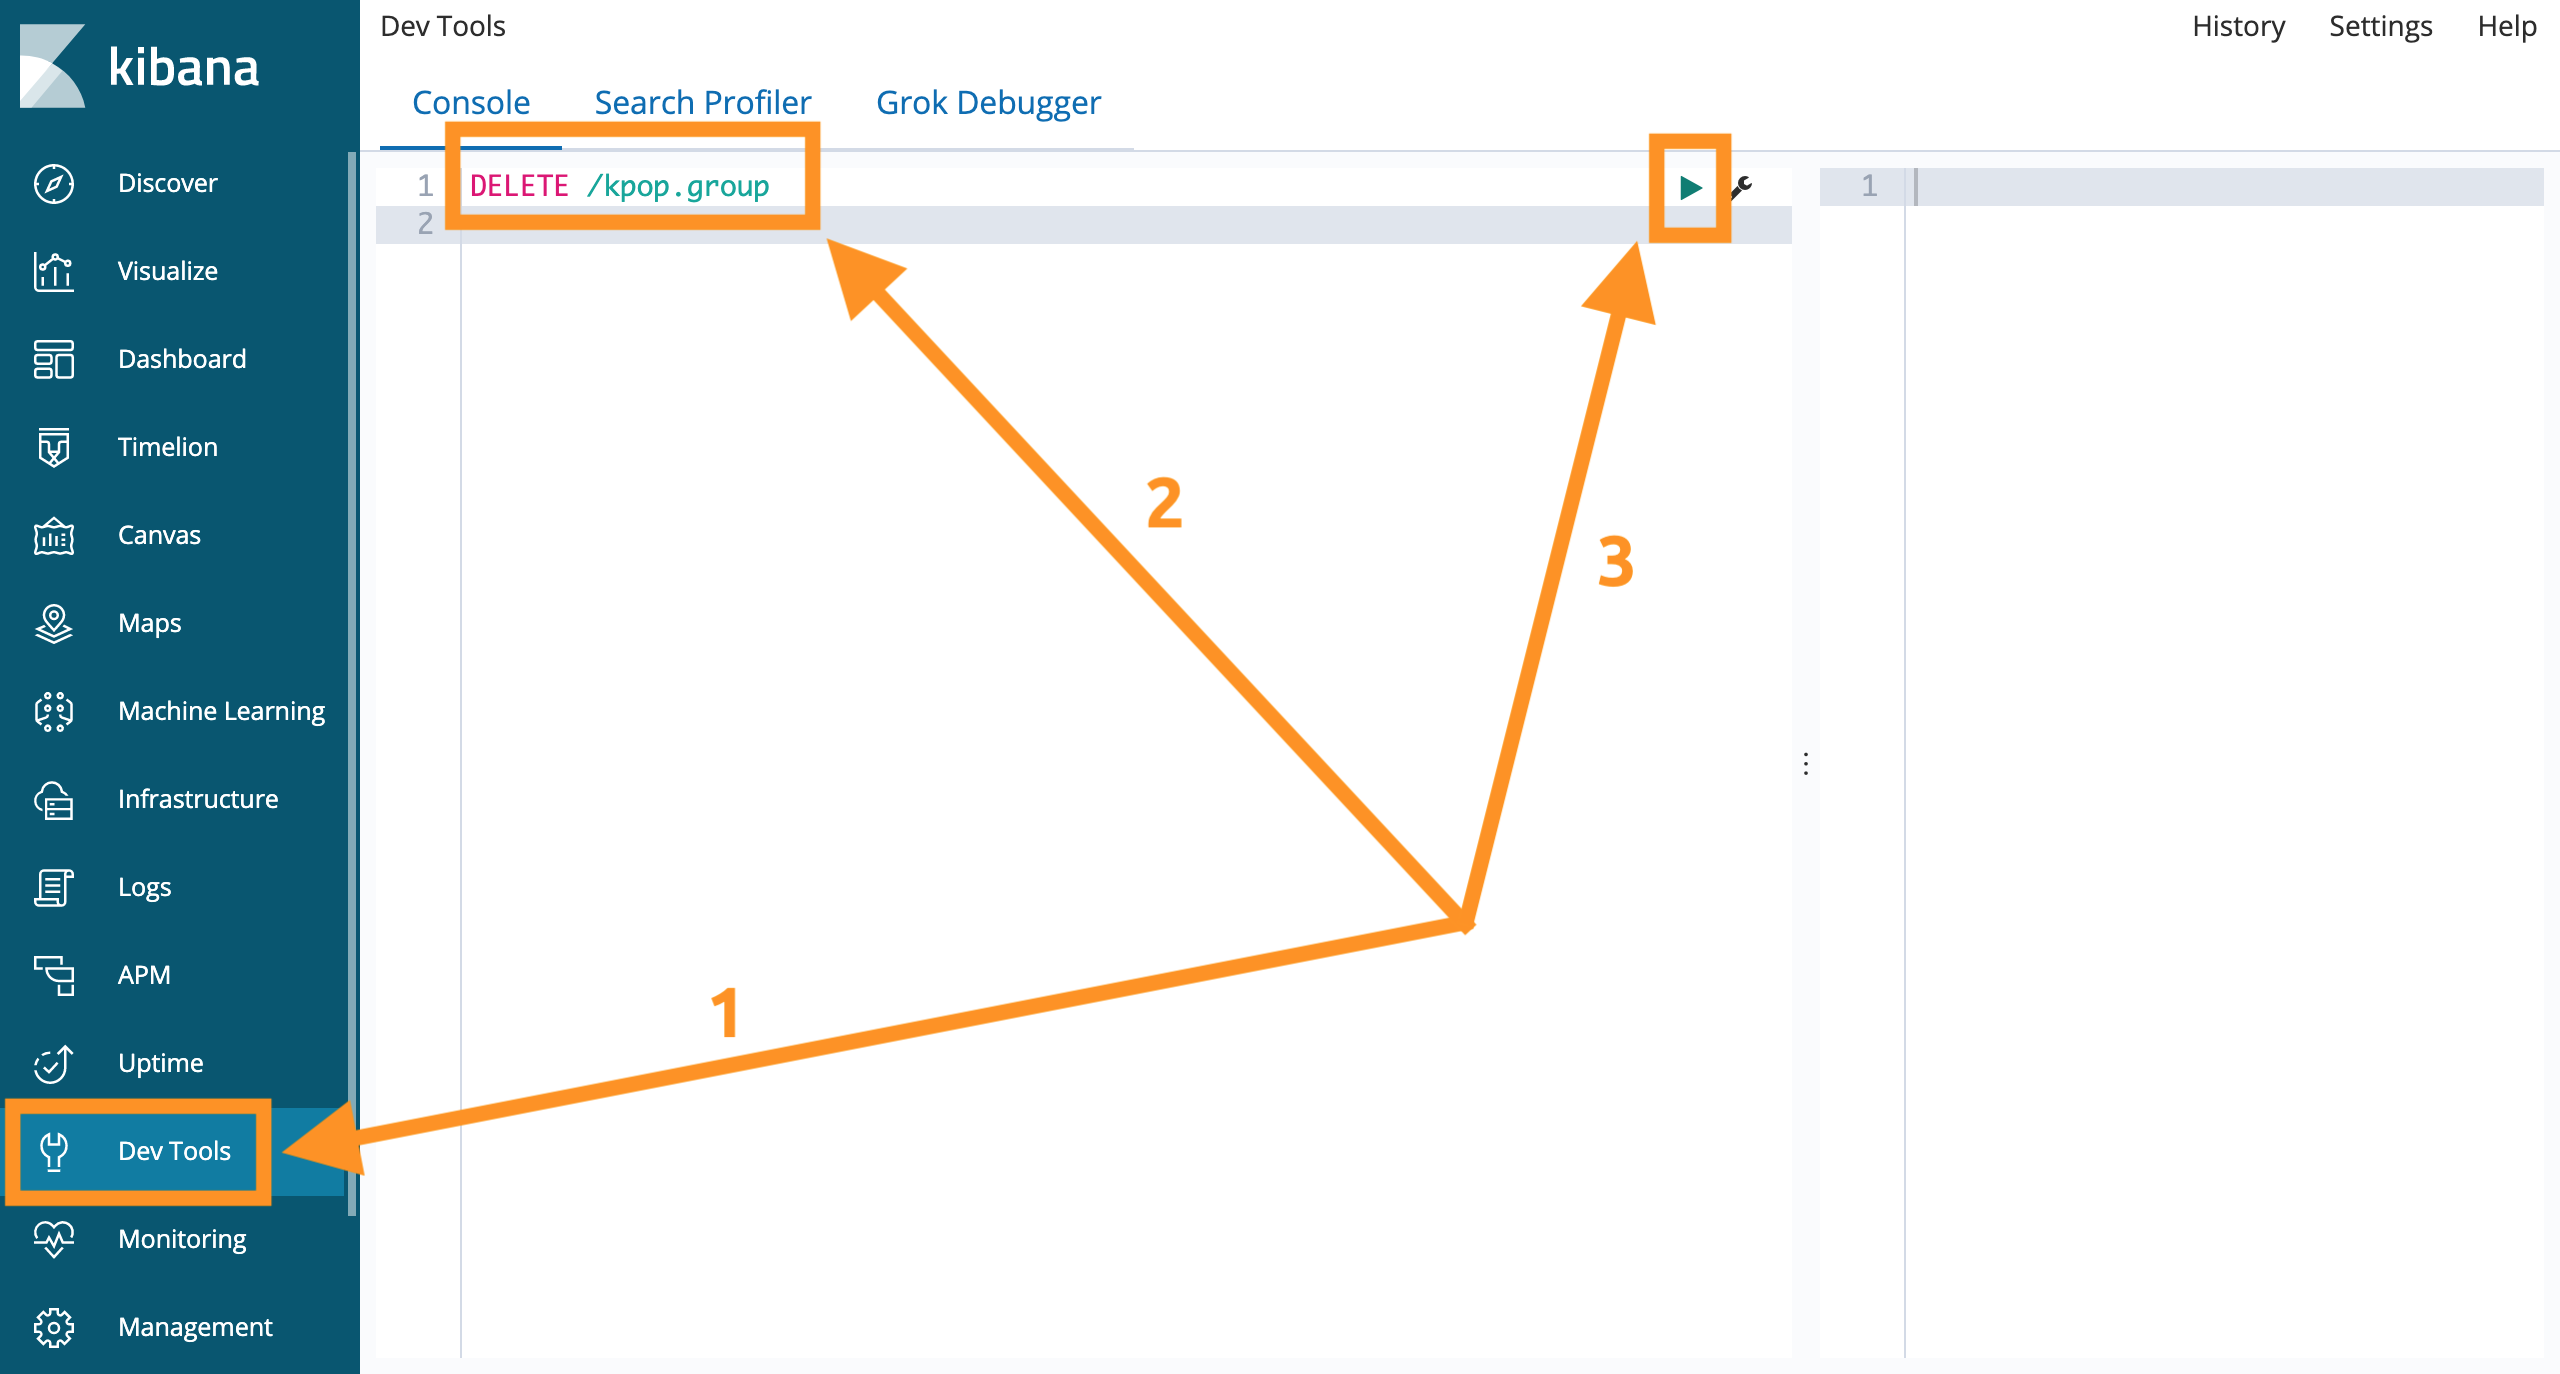 kibana
Discover
Visualize
Dashboard
Timelion
Canvas
Maps
Machine Learning
Infrastructure
Logs
APM
Uptime
Dev Tools
Monitoring
Management
Dev Tools
History Settings Help
Console Search Profiler Grok Debugger
1 DELETE /kpop.group
2
1
2
3
1